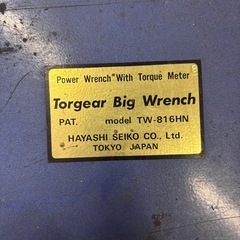 Power Wrench"With Torque Meter
Torgear Big Wrench
PAT. model TW-816HN
HAYASHI SEIKO CO., Ltd.
TOKYO JAPAN